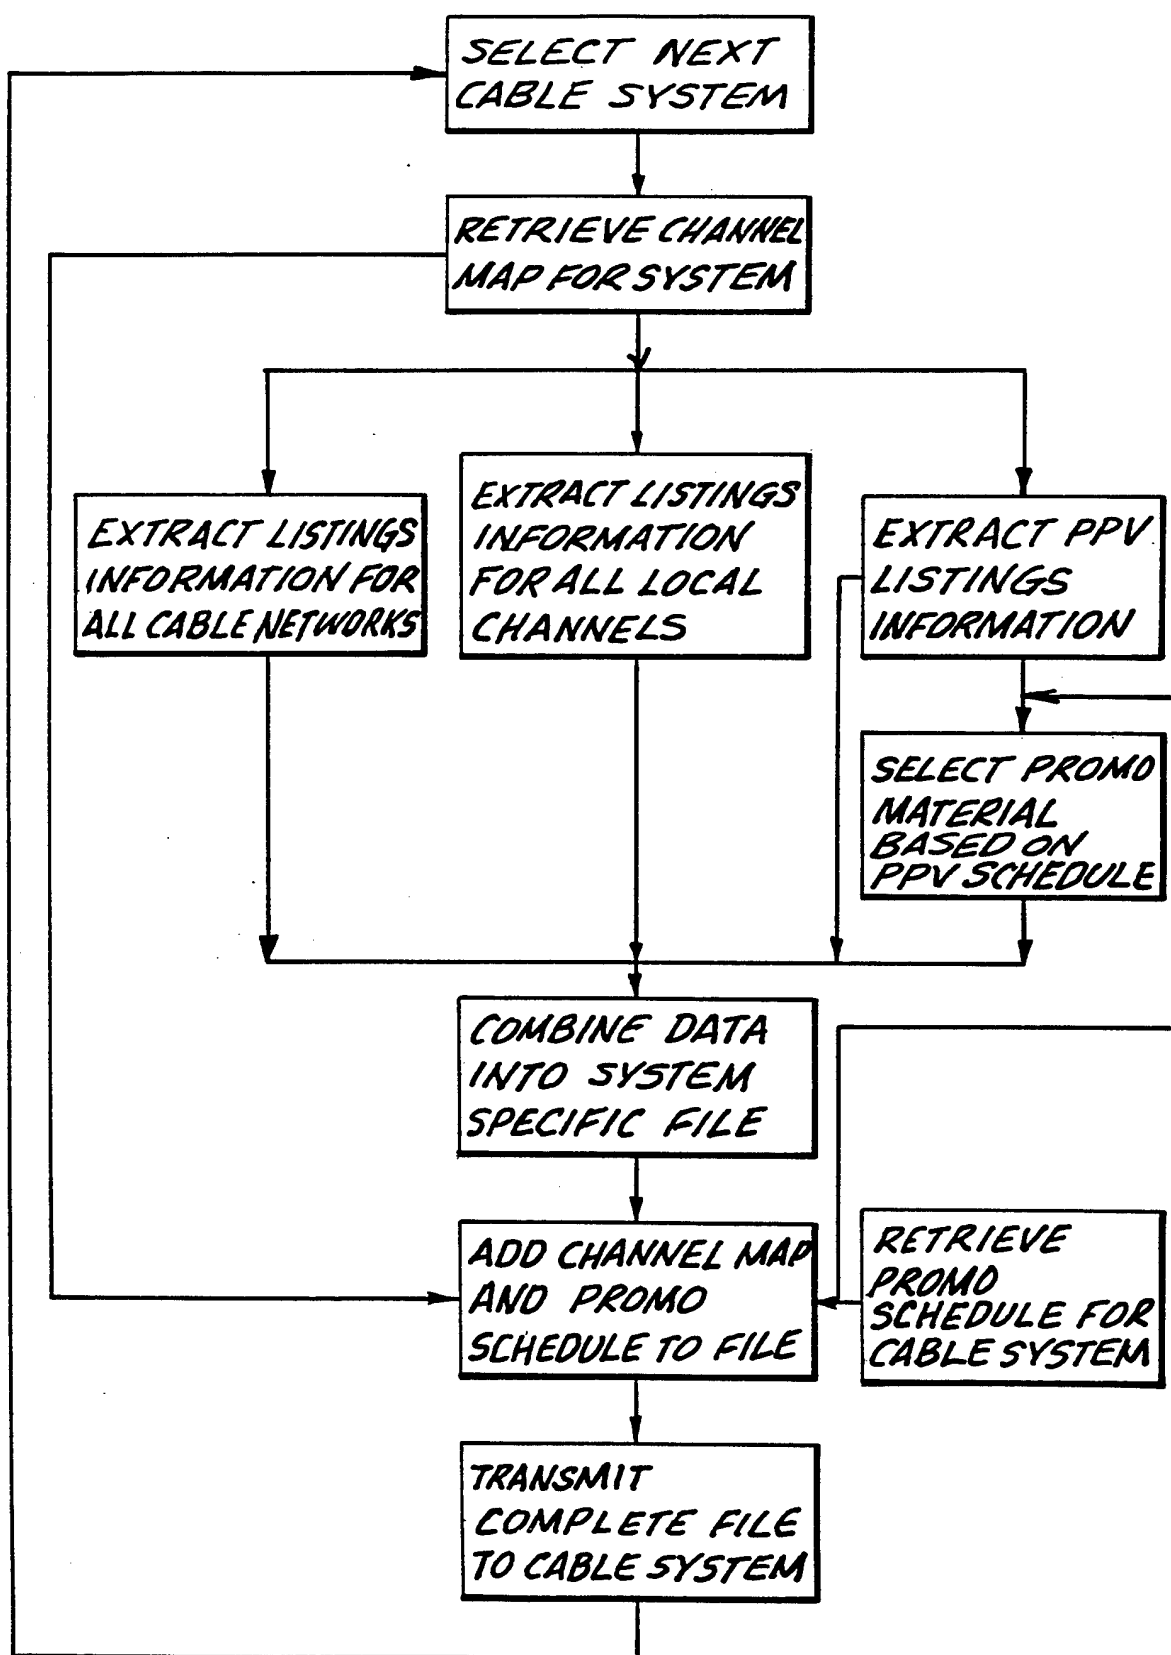 SELECT NEXT
CABLE SYSTEM
RETRIEVE CHANNEL
MAP FOR SYSTEM
EXTRACT LISTINGS
INFORMATION FOR
ALL CABLE NETWORKS
EXTRACT LISTINGS
INFORMATION
FOR ALL LOCAL
CHANNELS
EXTRACT PPV
LISTINGS
INFORMATION
SELECT PROMO
MATERIAL
BASED ON
PPV SCHEDULE
COMBINE DATA
INTO SYSTEM
SPECIFIC FILE
ADD CHANNEL MAP
AND PROMO
SCHEDULE TO FILE
RETRIEVE
PROMO
SCHEDULE FOR
CABLE SYSTEM
TRANSMIT
COMPLETE FILE
TO CABLE SYSTEM